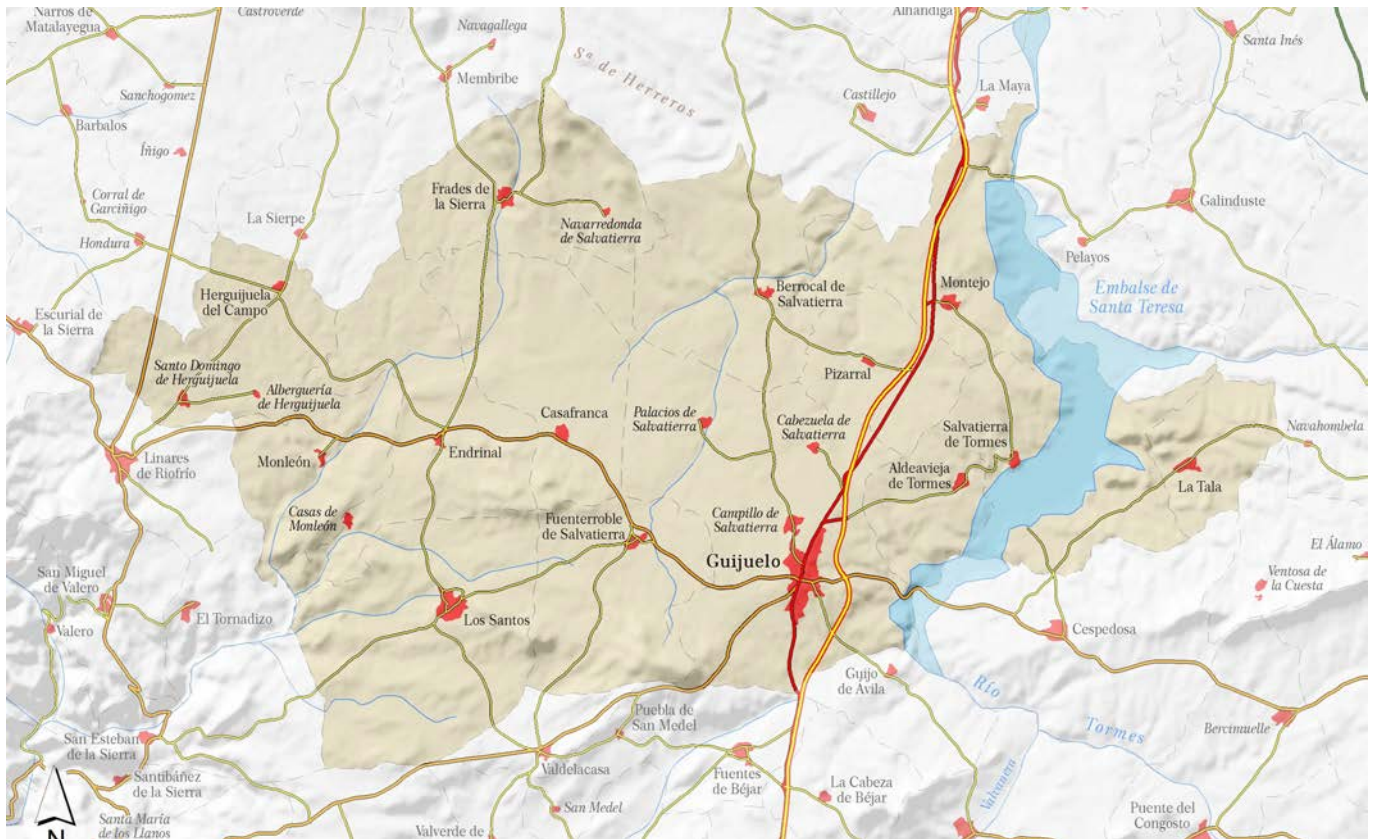 Narros de
Matalayegua
Castroverde
Navagallega
Membribe
Sanchogomez
Barbalos
Íñigo
Sª de Herreros
Alhándiga
Castillejo
La Maya
Santa Inés
Corral de
Garciñigo
Hondura
La Sierpe
Frades de
la Sierra
Navarredonda
de Salvatierra
Galinduste
Pelayos
Escurial de
la Sierra
Herguijuela
del Campo
Berrocal de
Salvatierra
Montejo
Embalse de
Santa Teresa
Santo Domingo
de Herguijuela
Alberguería
de Herguijuela
Pizarral
Casafranca
Palacios de
Salvatierra
Cabezuela de
Salvatierra
Salvatierra
de Tormes
Navahombela
Linares
de Riofrío
Monleón
Endrinal
Aldeavieja
de Tormes
La Tala
Casas de
Monleón
Fuenterroble
de Salvatierra
Campillo de
Salvatierra
Guijuelo
El Álamo
Ventosa de
la Cuesta
San Miguel
de Valero
Valero
El Tornadizo
Los Santos
Cespedosa
Guijo
de Ávila
Río
Tormes
Bercimuelle
San Esteban
de la Sierra
Santibáñez
de la Sierra
Santa María
de los Llanos
Puebla de
San Medel
Valdelacasa
Fuentes
de Béjar
La Cabeza
de Béjar
Valvanera
San Medel
Valverde de
Puente del
Congosto
N